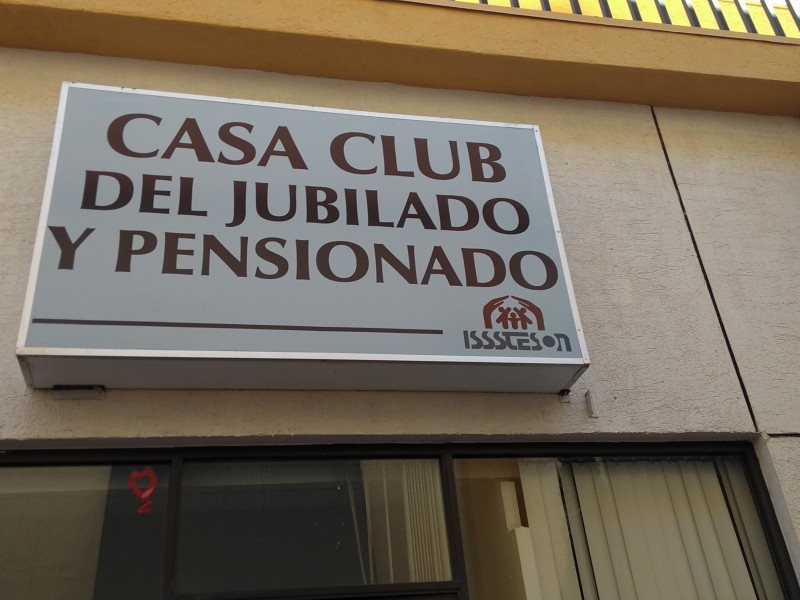 CASA CLUB
DEL JUBILADO
Y PENSIONADO
ISSSTESON